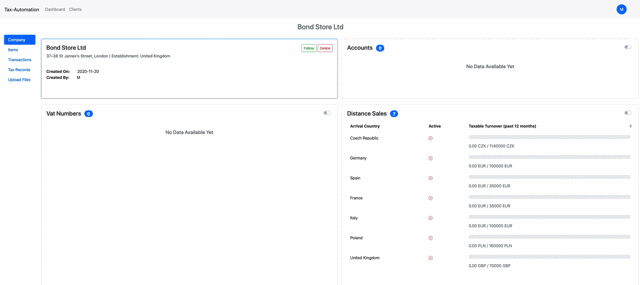 Tax-Automation Dashboard Clients M
Bond Store Ltd
Company
Items
Transactions
Tax Records
Upload Files
Bond Store Ltd Follow Delete
37-38 St James's Street, London | Establishment: United Kingdom
Created On: 2020-11-20
Created By: M
Accounts 0
No Data Available Yet
Vat Numbers 0
No Data Available Yet
Distance Sales 7
Arrival Country Active Taxable Turnover (past 12 months)
Czech Republic
0.00 CZK / 1140000 CZK
Germany
0.00 EUR / 100000 EUR
Spain
0.00 EUR / 35000 EUR
France
0.00 EUR / 35000 EUR
Italy
0.00 EUR / 100000 EUR
Poland
0.00 PLN / 160000 PLN
United Kingdom
0.00 GBP / 70000 GBP